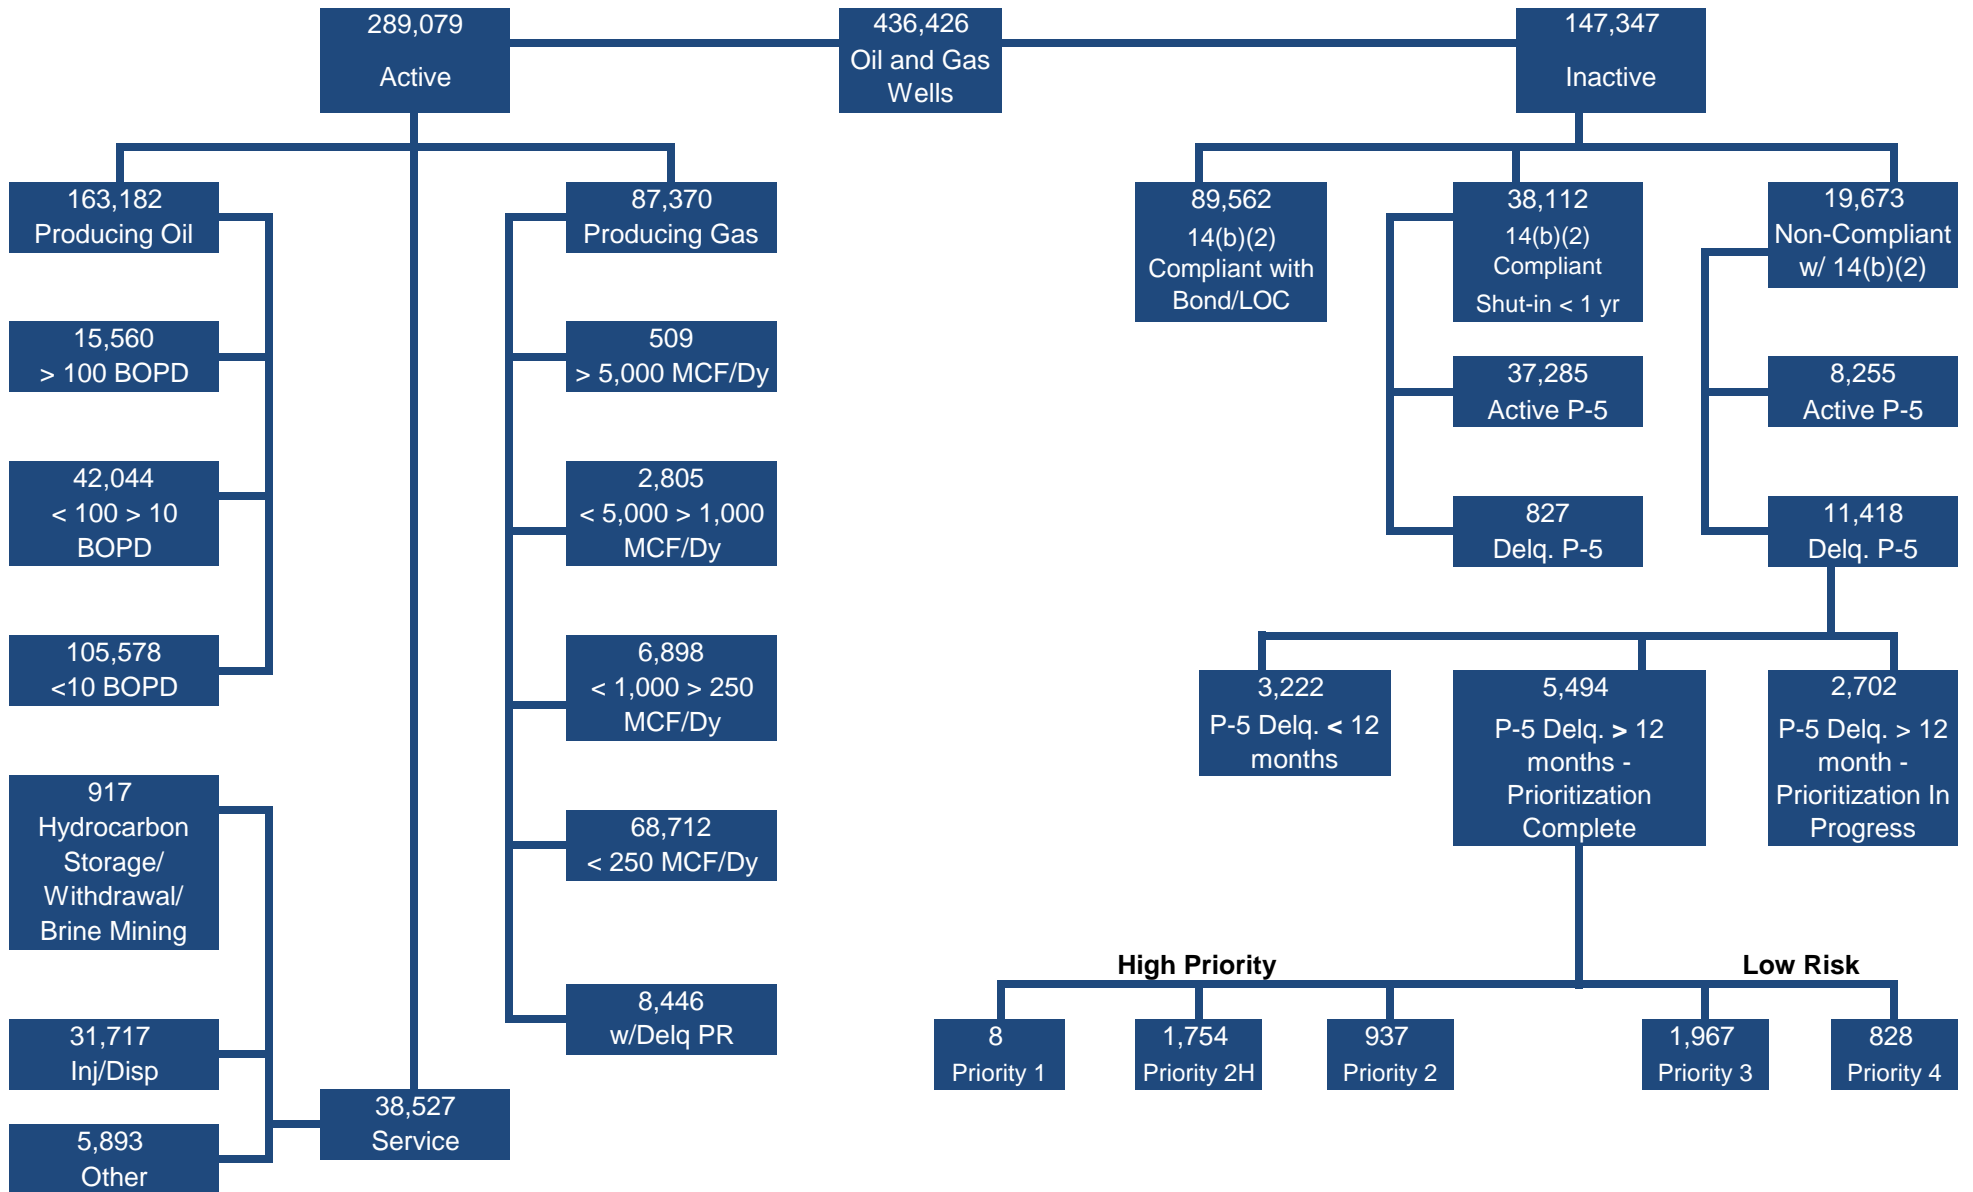 289,079
Active
436,426
Oil and Gas
Wells
147,347
Inactive
163,182
Producing Oil
15,560
> 100 BOPD
42,044
< 100 > 10
BOPD
105,578
<10 BOPD
87,370
Producing Gas
509
> 5,000 MCF/Dy
2,805
< 5,000 > 1,000
MCF/Dy
6,898
< 1,000 > 250
MCF/Dy
68,712
< 250 MCF/Dy
8,446
w/Delq PR
917
Hydrocarbon
Storage/
Withdrawal/
Brine Mining
31,717
Inj/Disp
5,893
Other
38,527
Service
89,562
14(b)(2)
Compliant with
Bond/LOC
38,112
14(b)(2)
Compliant
Shut-in < 1 yr
37,285
Active P-5
827
Delq. P-5
19,673
Non-Compliant
w/ 14(b)(2)
8,255
Active P-5
11,418
Delq. P-5
3,222
P-5 Delq. < 12
months
5,494
P-5 Delq. > 12
months -
Prioritization
Complete
2,702
P-5 Delq. > 12
month -
Prioritization In
Progress
High Priority
Low Risk
8
Priority 1
1,754
Priority 2H
937
Priority 2
1,967
Priority 3
828
Priority 4